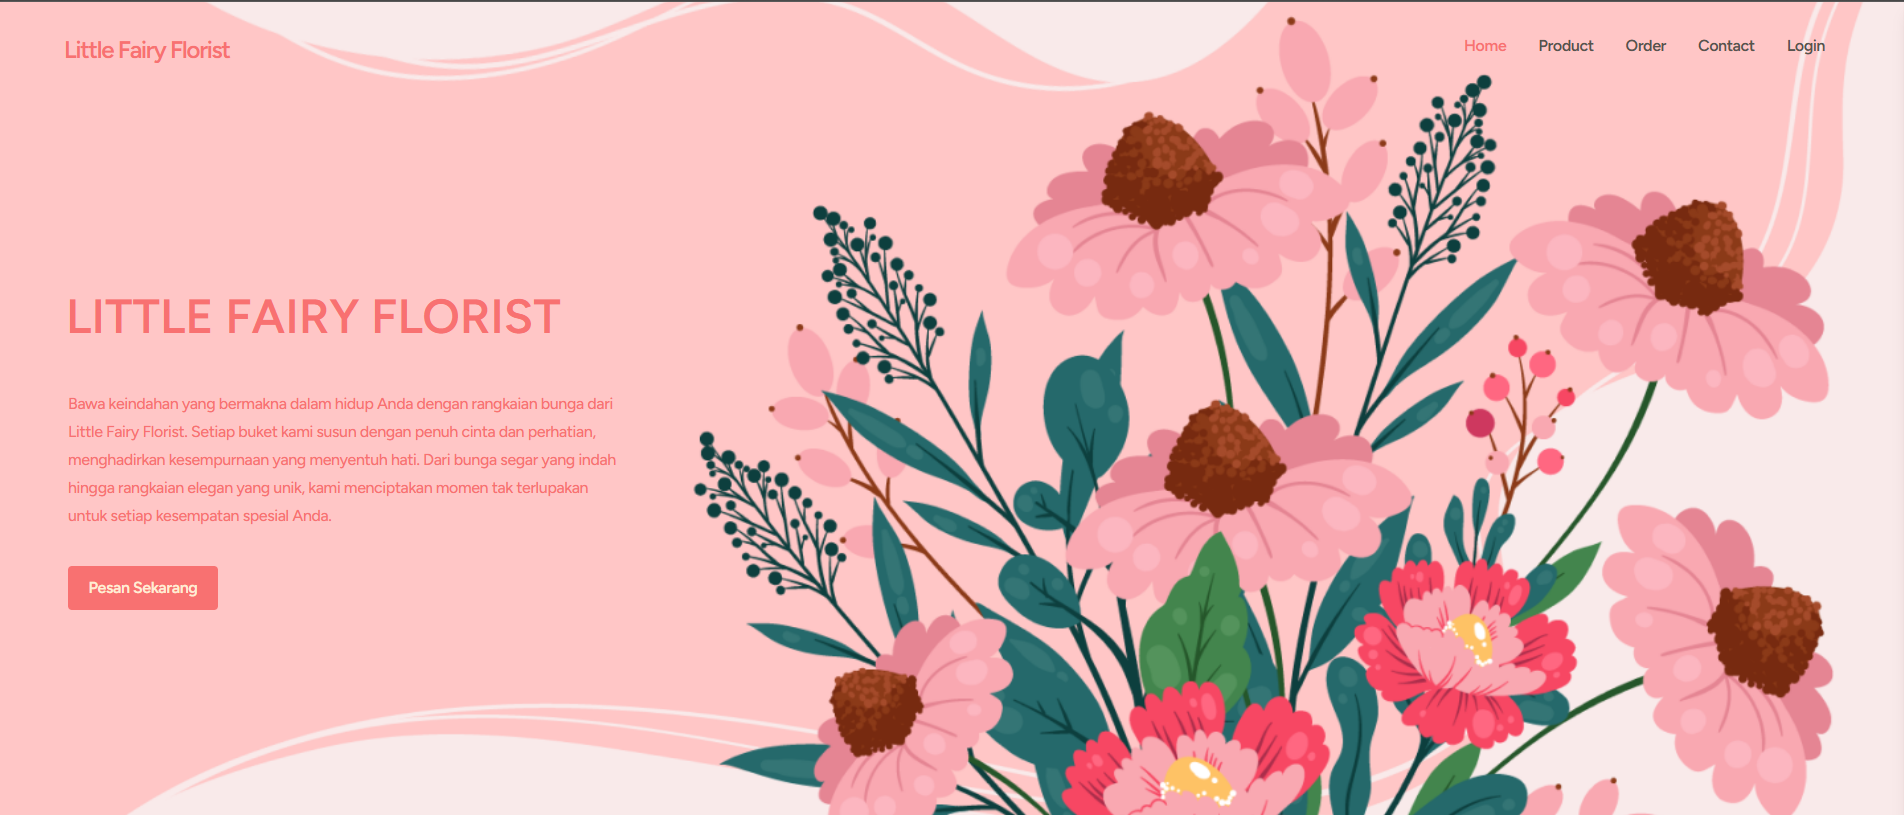 Little Fairy Florist
Home Product Order Contact Login
LITTLE FAIRY FLORIST
Bawa keindahan yang bermakna dalam hidup Anda dengan rangkaian bunga dari
Little Fairy Florist. Setiap buket kami susun dengan penuh cinta dan perhatian,
menghadirkan kesempurnaan yang menyentuh hati. Dari bunga segar yang indah
hingga rangkaian elegan yang unik, kami menciptakan momen tak terlupakan
untuk setiap kesempatan spesial Anda.
Pesan Sekarang